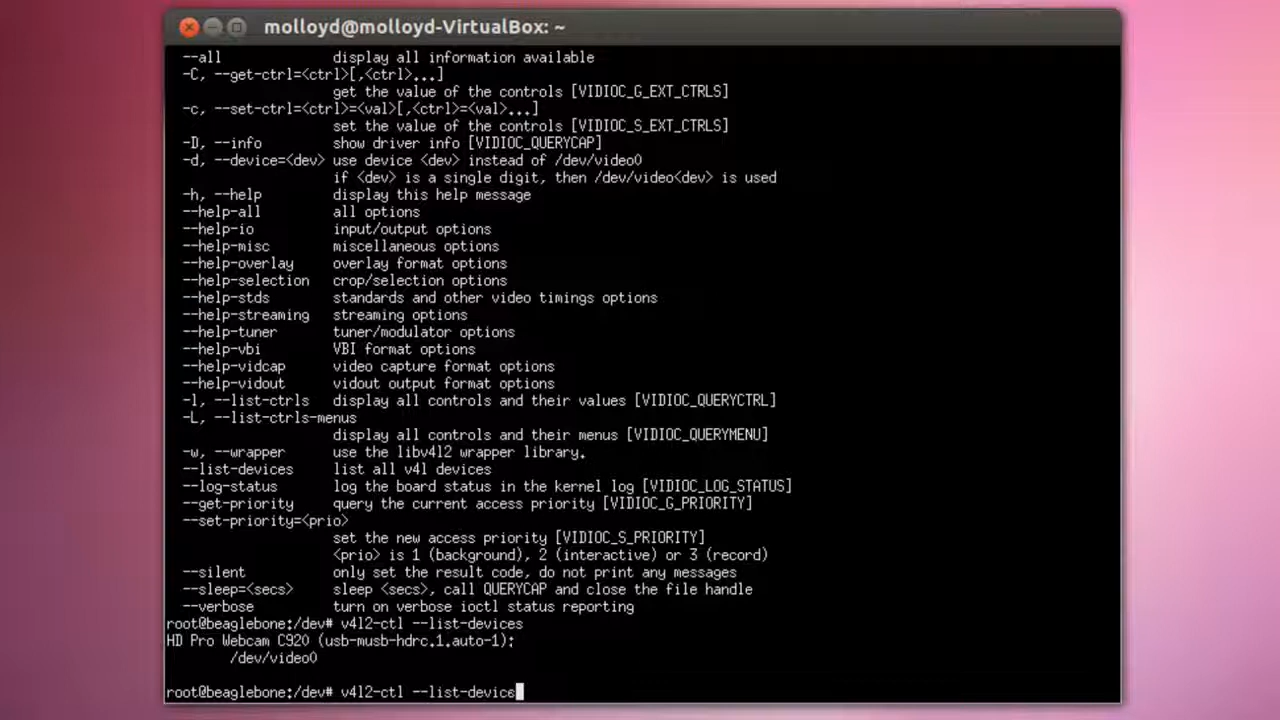 molloyd@molloyd-VirtualBox: ~
--all display all information available
-C, --get-ctrl=<ctrl>[,<ctrl>...]
get the value of the controls [VIDIOC_G_EXT_CTRLS]
-c, --set-ctrl=<ctrl>=<val>[,<ctrl>=<val>...]
set the value of the controls [VIDIOC_S_EXT_CTRLS]
-D, --info show driver info [VIDIOC_QUERYCAP]
-d, --device=<dev> use device <dev> instead of /dev/video0
if <dev> is a single digit, then /dev/video<dev> is used
-h, --help display this help message
--help-all all options
--help-io input/output options
--help-misc miscellaneous options
--help-overlay overlay format options
--help-selection crop/selection options
--help-stds standards and other video timings options
--help-streaming streaming options
--help-tuner tuner/modulator options
--help-vbi VBI format options
--help-vidcap video capture format options
--help-vidout vidout output format options
-l, --list-ctrls display all controls and their values [VIDIOC_QUERYCTRL]
-L, --list-ctrls-menus
display all controls and their menus [VIDIOC_QUERYMENU]
-w, --wrapper use the libv4l2 wrapper library.
--list-devices list all v4l devices
--log-status log the board status in the kernel log [VIDIOC_LOG_STATUS]
--get-priority query the current access priority [VIDIOC_G_PRIORITY]
--set-priority=<prio>
set the new access priority [VIDIOC_S_PRIORITY]
<prio> is 1 (background), 2 (interactive) or 3 (record)
--silent only set the result code, do not print any messages
--sleep=<secs> sleep <secs>, call QUERYCAP and close the file handle
--verbose turn on verbose ioctl status reporting
root@beaglebone:/dev# v4l2-ctl --list-devices
HD Pro Webcam C920 (usb-musb-hdrc.1.auto-1):
/dev/video0
root@beaglebone:/dev# v4l2-ctl --list-device